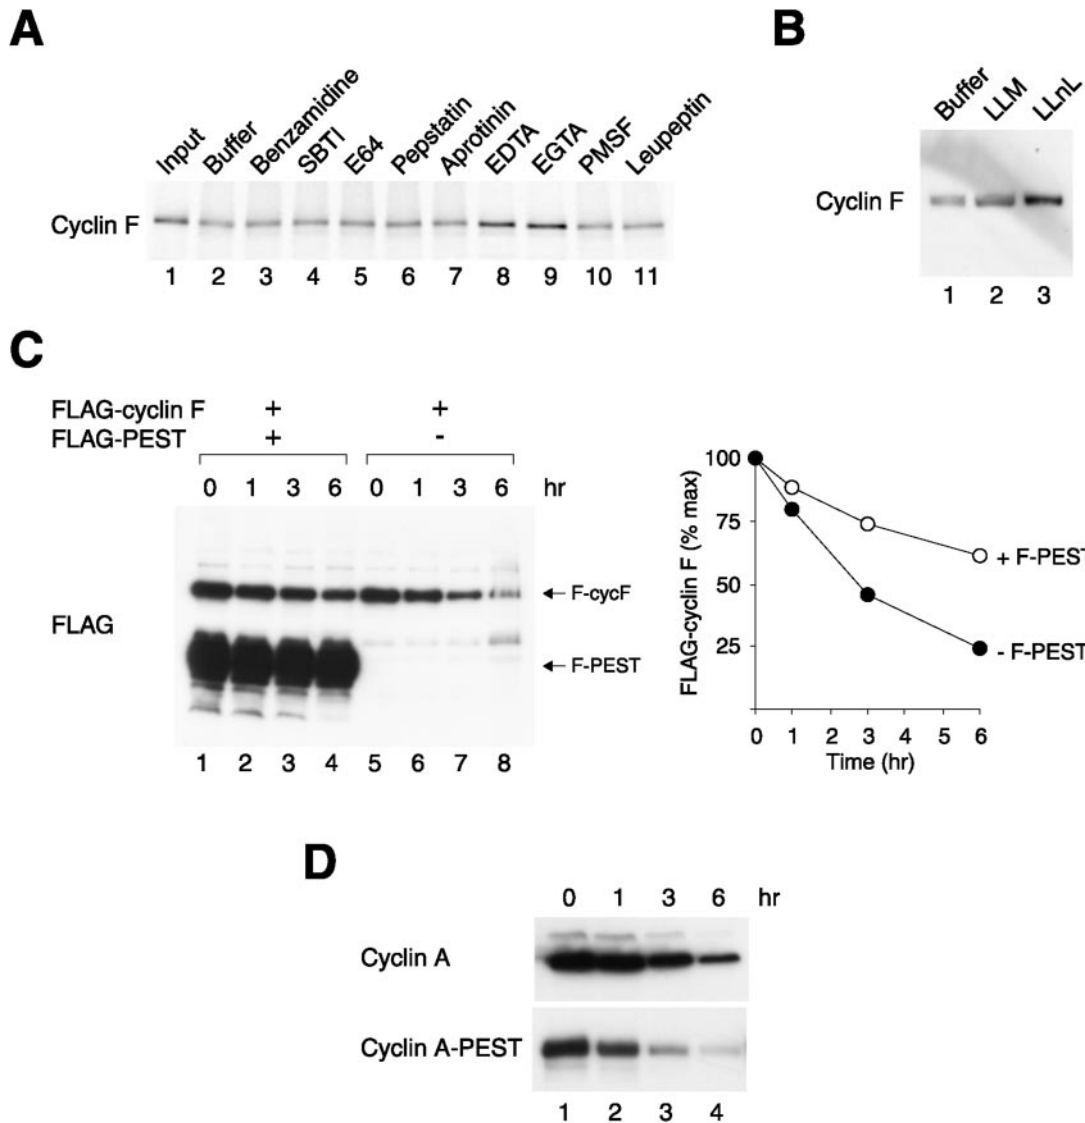 A
Input Buffer Benzamidine SBTI E64 Pepstatin Aprotinin EDTA EGTA PMSF Leupeptin
Cyclin F
1 2 3 4 5 6 7 8 9 10 11
B
Buffer LLM LLnL
Cyclin F
1 2 3
C
FLAG-cyclin F + +
FLAG-PEST + -
0 1 3 6 0 1 3 6 hr
F-cycF
FLAG
F-PEST
1 2 3 4 5 6 7 8
FLAG-cyclin F (% max)
100
75
50
25
+ F-PEST
- F-PEST
0 1 2 3 4 5 6
Time (hr)
D
0 1 3 6 hr
Cyclin A
Cyclin A-PEST
1 2 3 4